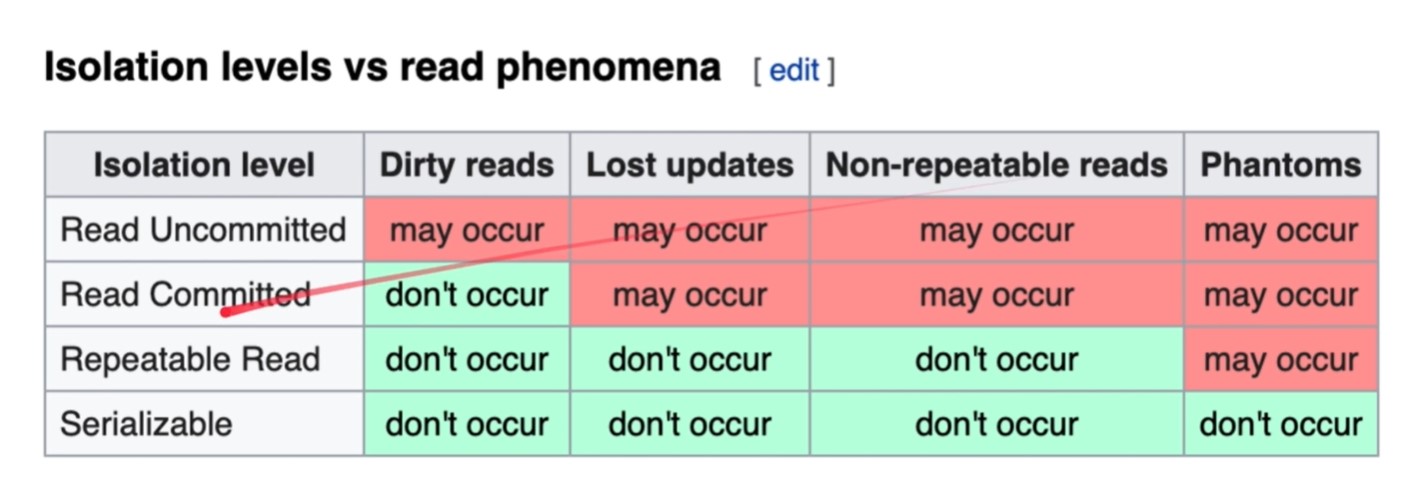 Isolation levels vs read phenomena [ edit ]
Isolation level Dirty reads Lost updates Non-repeatable reads Phantoms
Read Uncommitted may occur may occur may occur may occur
Read Committed don't occur may occur may occur may occur
Repeatable Read don't occur don't occur don't occur may occur
Serializable don't occur don't occur don't occur don't occur